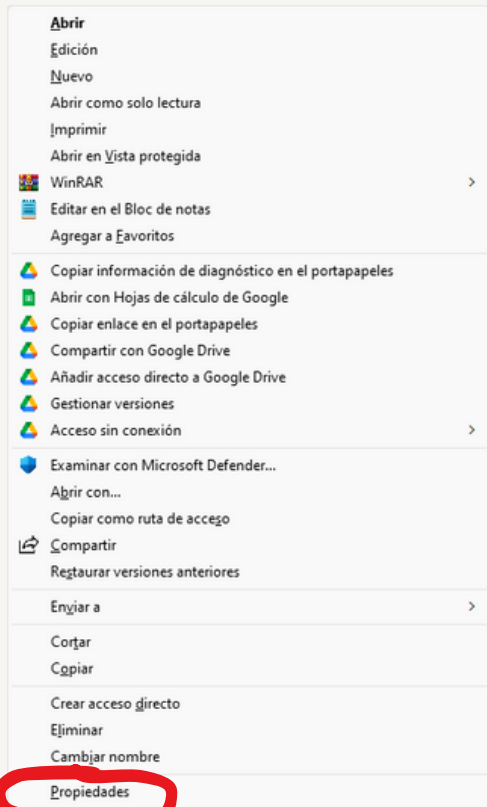 Abrir
Edición
Nuevo
Abrir como solo lectura
Imprimir
Abrir en Vista protegida
WinRAR
Editar en el Bloc de notas
Agregar a Favoritos
Copiar información de diagnóstico en el portapapeles
Abrir con Hojas de cálculo de Google
Copiar enlace en el portapapeles
Compartir con Google Drive
Añadir acceso directo a Google Drive
Gestionar versiones
Acceso sin conexión
Examinar con Microsoft Defender...
Abrir con...
Copiar como ruta de acceso
Compartir
Restaurar versiones anteriores
Enviar a
Cortar
Copiar
Crear acceso directo
Eliminar
Cambiar nombre
Propiedades